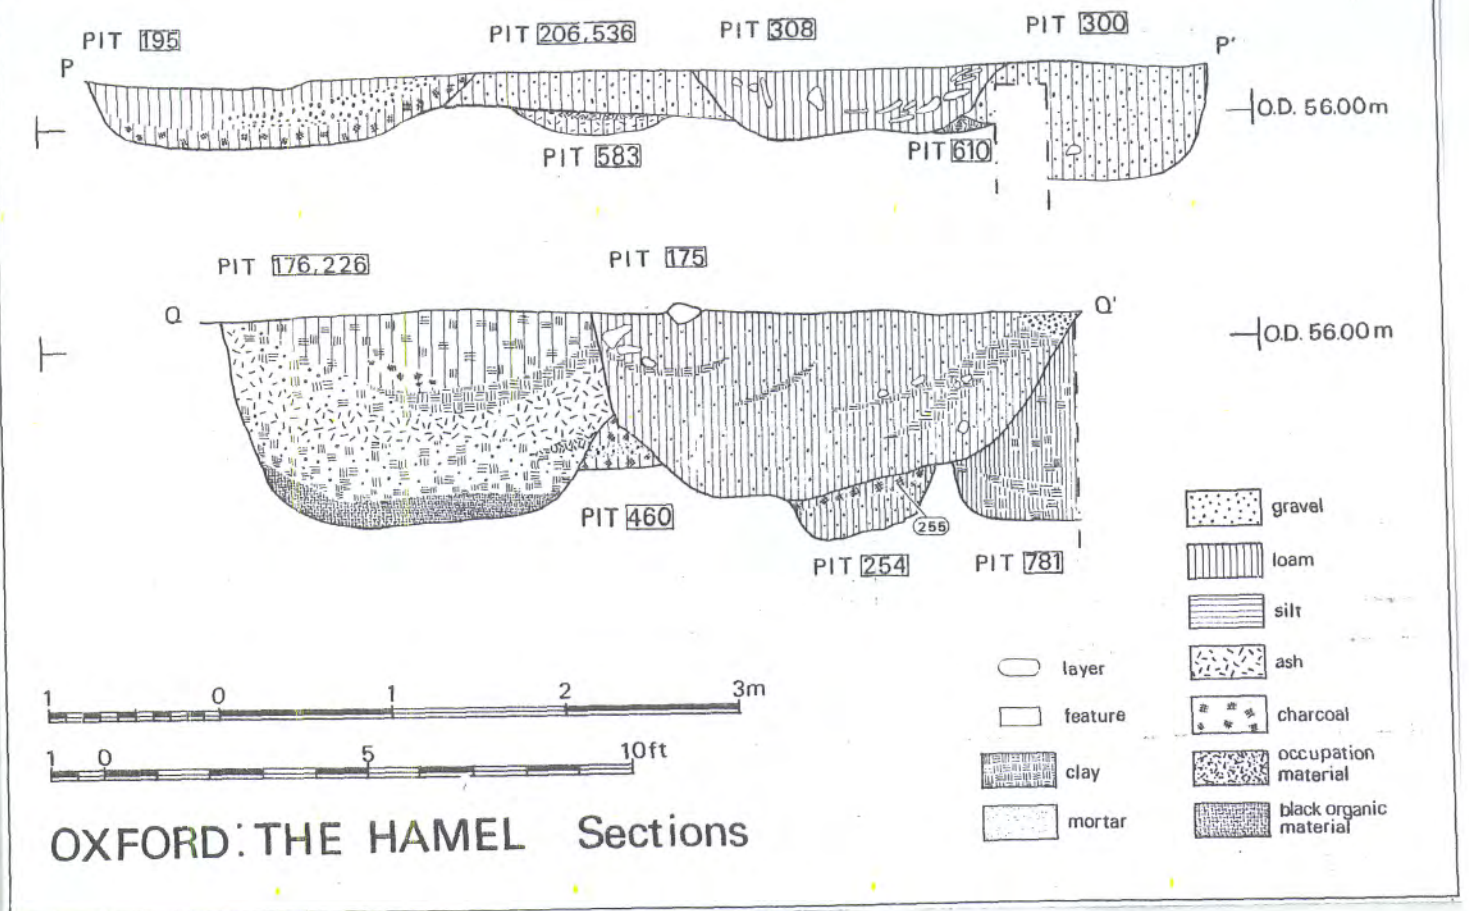 PIT 195
PIT 206,536
PIT 308
PIT 300
P
P'
O.D. 56.00m
PIT 583
PIT 610
PIT 176,226
PIT 175
Q
Q'
O.D. 56.00m
PIT 460
255
PIT 254
PIT 781
gravel
loam
silt
ash
charcoal
occupation
material
black organic
material
layer
feature
clay
mortar
1 0 1 2 3m
1 0 5 10ft
OXFORD: THE HAMEL Sections